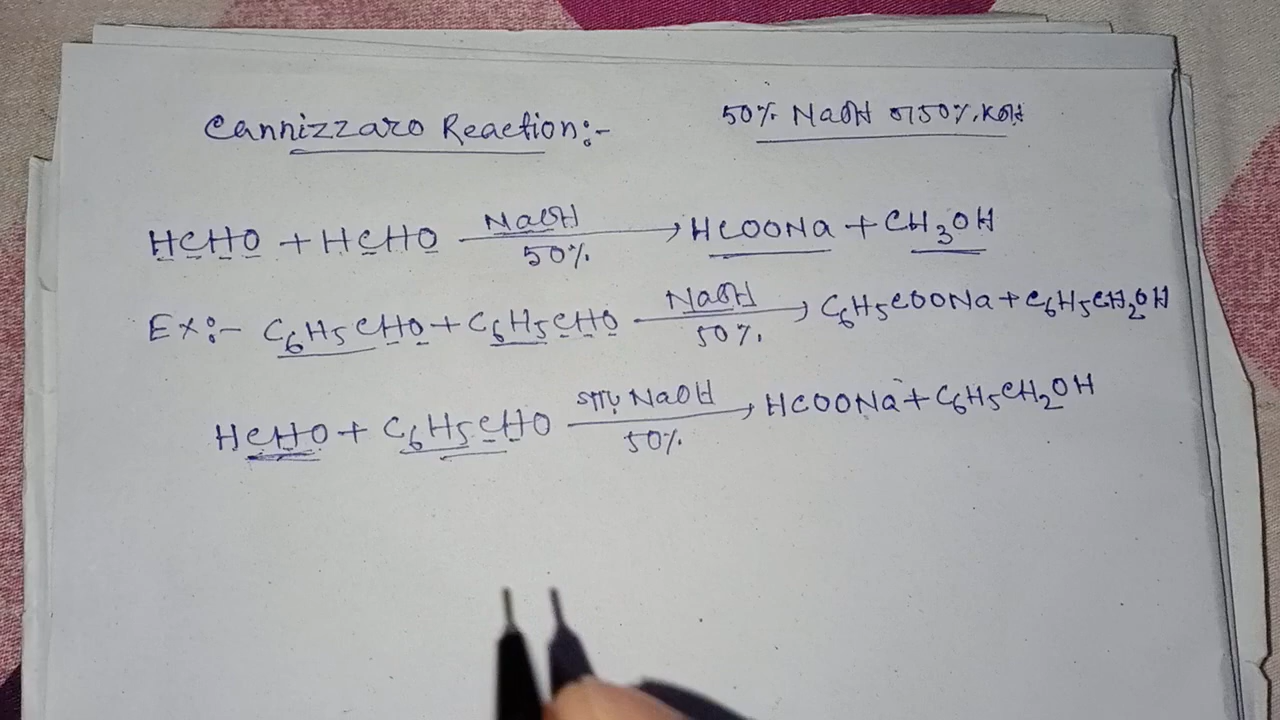 Cannizzaro Reaction:-
50% NaOH or 50% KOH
HCHO + HCHO NaOH 50% → HCOONa + CH3OH
Ex:- C6H5CHO + C6H5CHO NaOH 50% → C6H5COONa + C6H5CH2OH
HCHO + C6H5CHO सान्द्र NaOH 50% → HCOONa + C6H5CH2OH